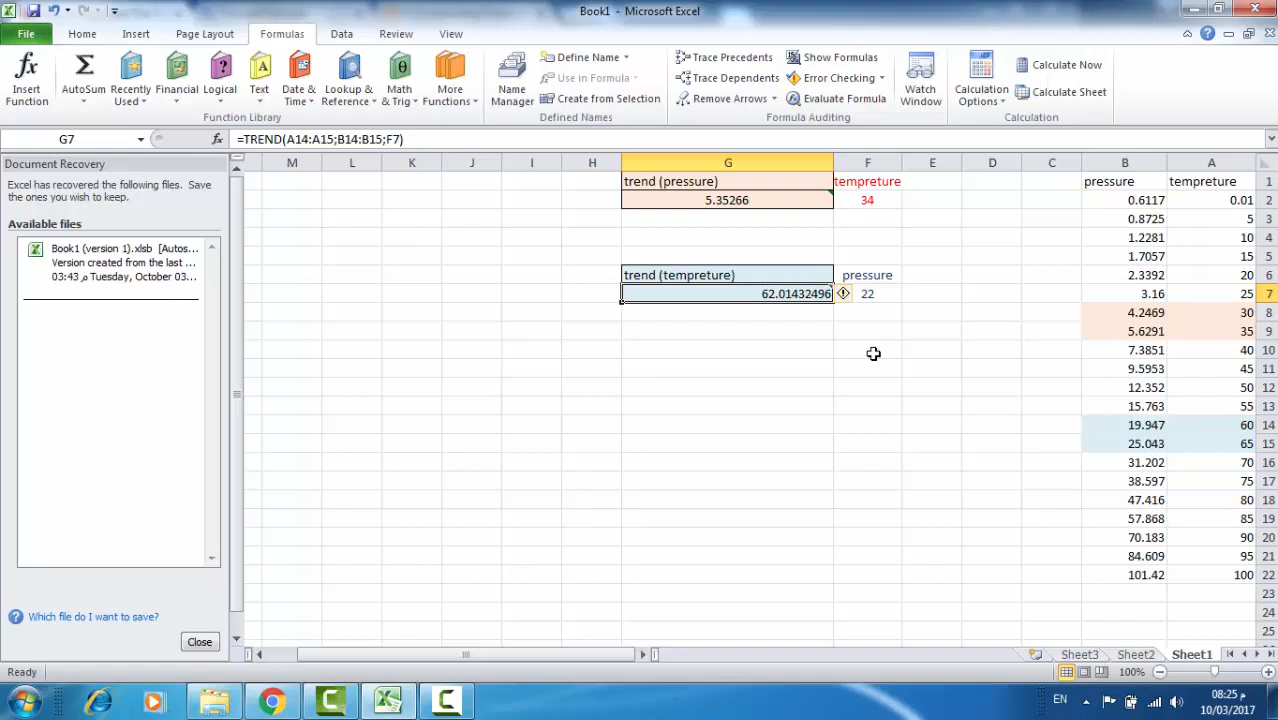 Book1 - Microsoft Excel
File Home Insert Page Layout Formulas Data Review View
Insert Function
AutoSum
Recently Used
Financial
Logical
Text
Date & Time
Lookup & Reference
Math & Trig
More Functions
Function Library
Name Manager
Define Name
Use in Formula
Create from Selection
Defined Names
Trace Precedents
Trace Dependents
Remove Arrows
Show Formulas
Error Checking
Evaluate Formula
Formula Auditing
Watch Window
Calculation Options
Calculate Now
Calculate Sheet
Calculation
G7 fx =TREND(A14:A15;B14:B15;F7)
Document Recovery
Excel has recovered the following files. Save
the ones you wish to keep.
Available files
Book1 (version 1).xlsb [Autos...
Version created from the last ...
03:43 م Tuesday, October 03...
Which file do I want to save?
Close
M L K J I H G F E D C B A
trend (pressure) tempreture pressure tempreture 1
5.35266 34 0.6117 0.01 2
0.8725 5 3
1.2281 10 4
1.7057 15 5
trend (tempreture) pressure 2.3392 20 6
62.01432496 22 3.16 25 7
4.2469 30 8
5.6291 35 9
7.3851 40 10
9.5953 45 11
12.352 50 12
15.763 55 13
19.947 60 14
25.043 65 15
31.202 70 16
38.597 75 17
47.416 80 18
57.868 85 19
70.183 90 20
84.609 95 21
101.42 100 22
23
24
25
Sheet3 Sheet2 Sheet1
Ready 100%
EN 08:25 م
10/03/2017